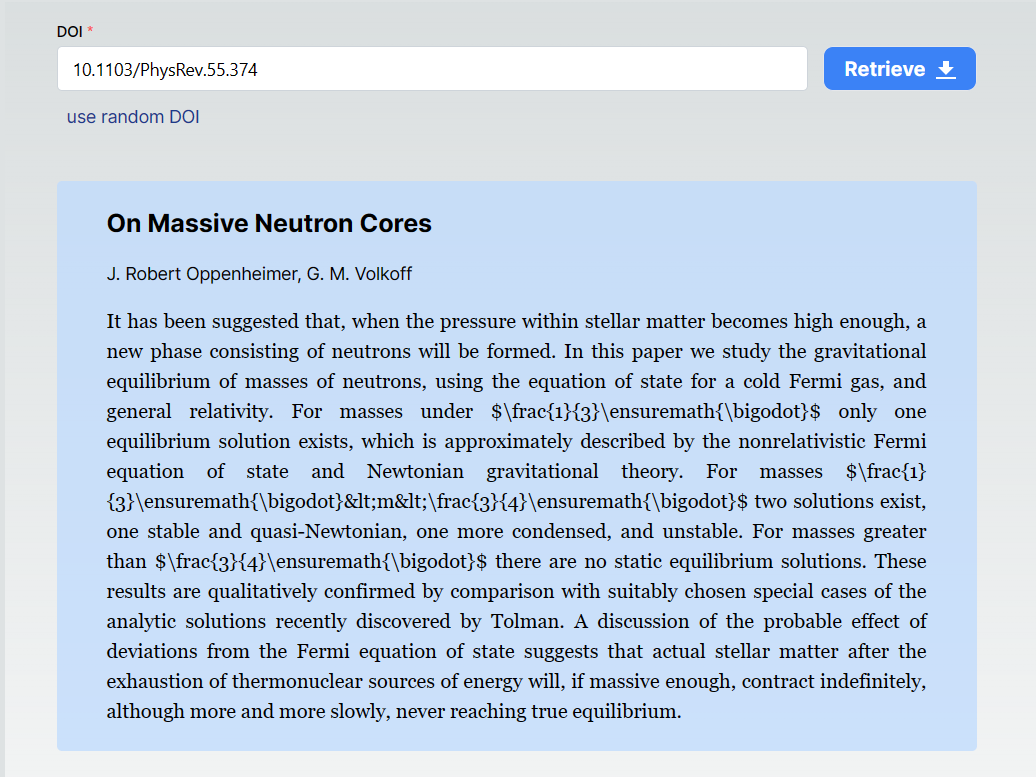 DOI *
10.1103/PhysRev.55.374
Retrieve
use random DOI
On Massive Neutron Cores
J. Robert Oppenheimer, G. M. Volkoff
It has been suggested that, when the pressure within stellar matter becomes high enough, a
new phase consisting of neutrons will be formed. In this paper we study the gravitational
equilibrium of masses of neutrons, using the equation of state for a cold Fermi gas, and
general relativity. For masses under $\frac{1}{3}\ensuremath{\bigodot}$ only one
equilibrium solution exists, which is approximately described by the nonrelativistic Fermi
equation of state and Newtonian gravitational theory. For masses $\frac{1}
{3}\ensuremath{\bigodot}&lt;m&lt;\frac{3}{4}\ensuremath{\bigodot}$ two solutions exist,
one stable and quasi-Newtonian, one more condensed, and unstable. For masses greater
than $\frac{3}{4}\ensuremath{\bigodot}$ there are no static equilibrium solutions. These
results are qualitatively confirmed by comparison with suitably chosen special cases of the
analytic solutions recently discovered by Tolman. A discussion of the probable effect of
deviations from the Fermi equation of state suggests that actual stellar matter after the
exhaustion of thermonuclear sources of energy will, if massive enough, contract indefinitely,
although more and more slowly, never reaching true equilibrium.